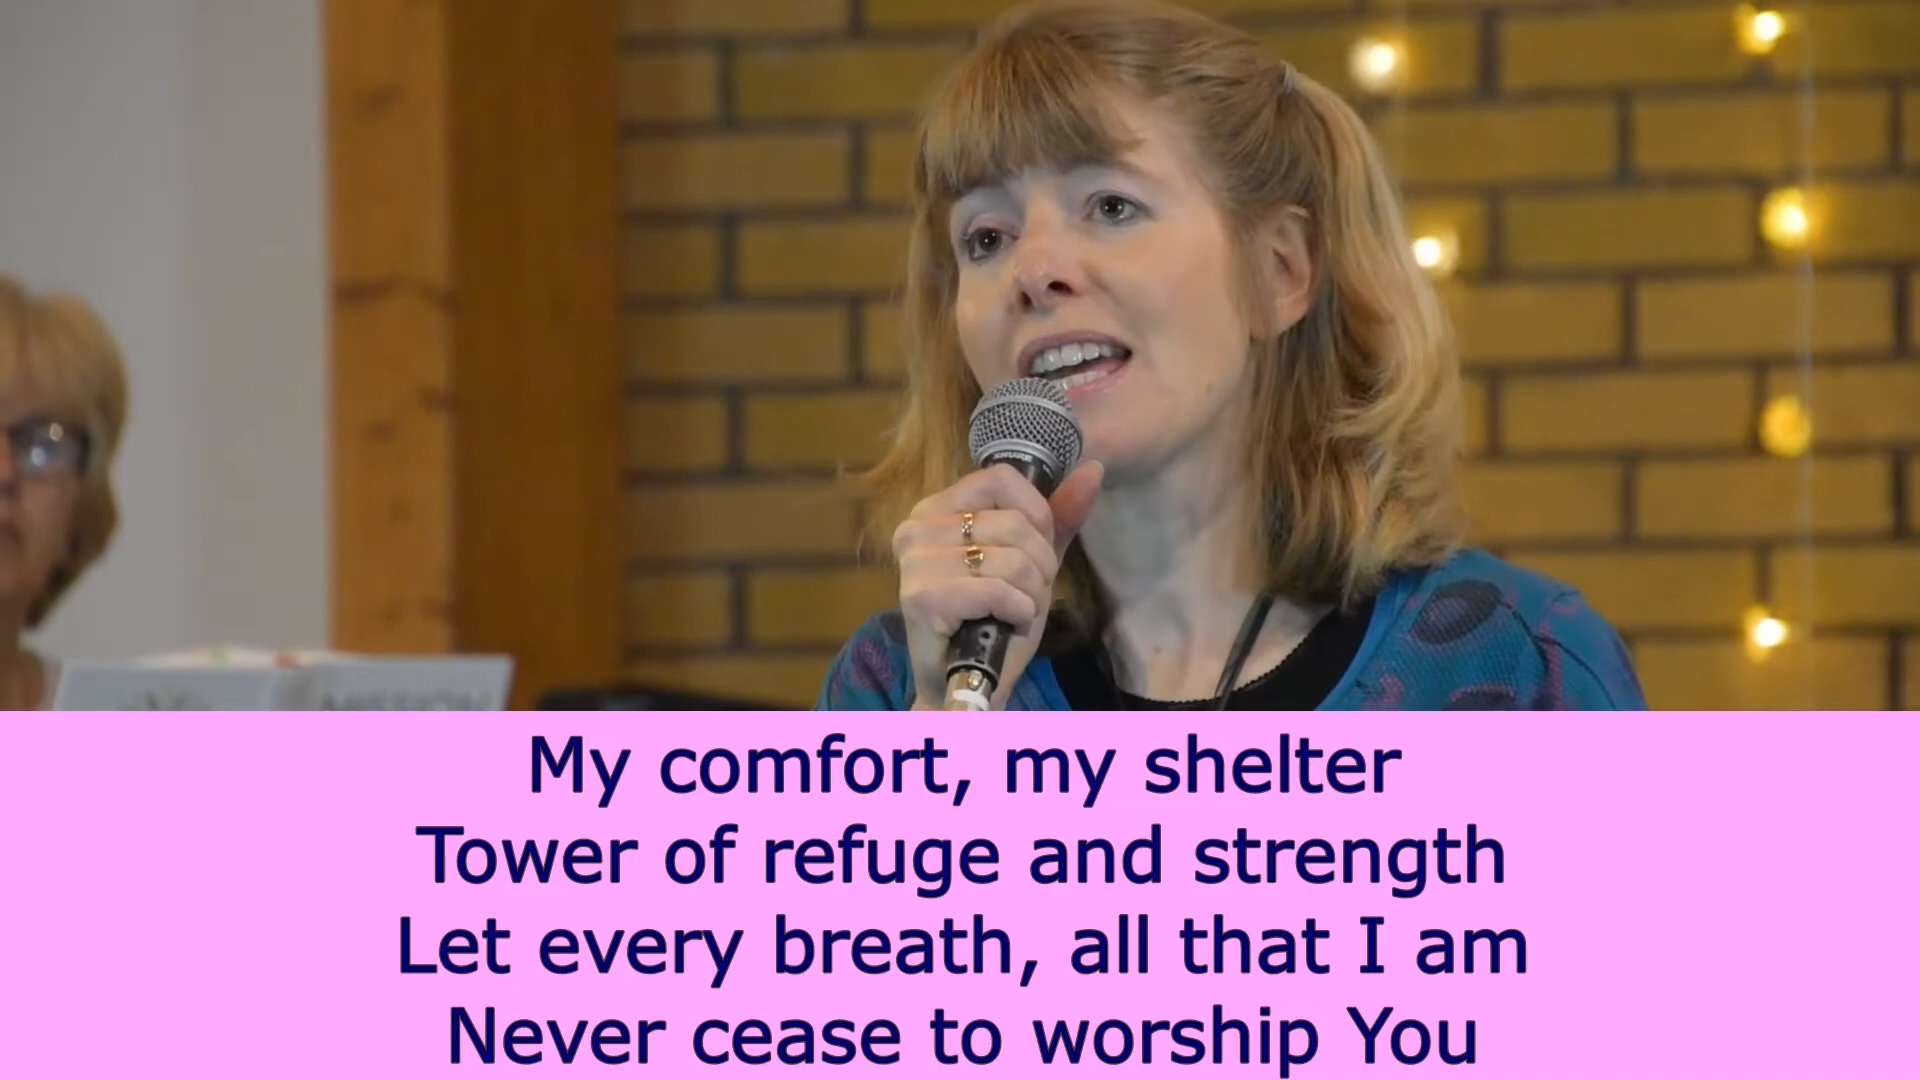 My comfort, my shelter
Tower of refuge and strength
Let every breath, all that I am
Never cease to worship You